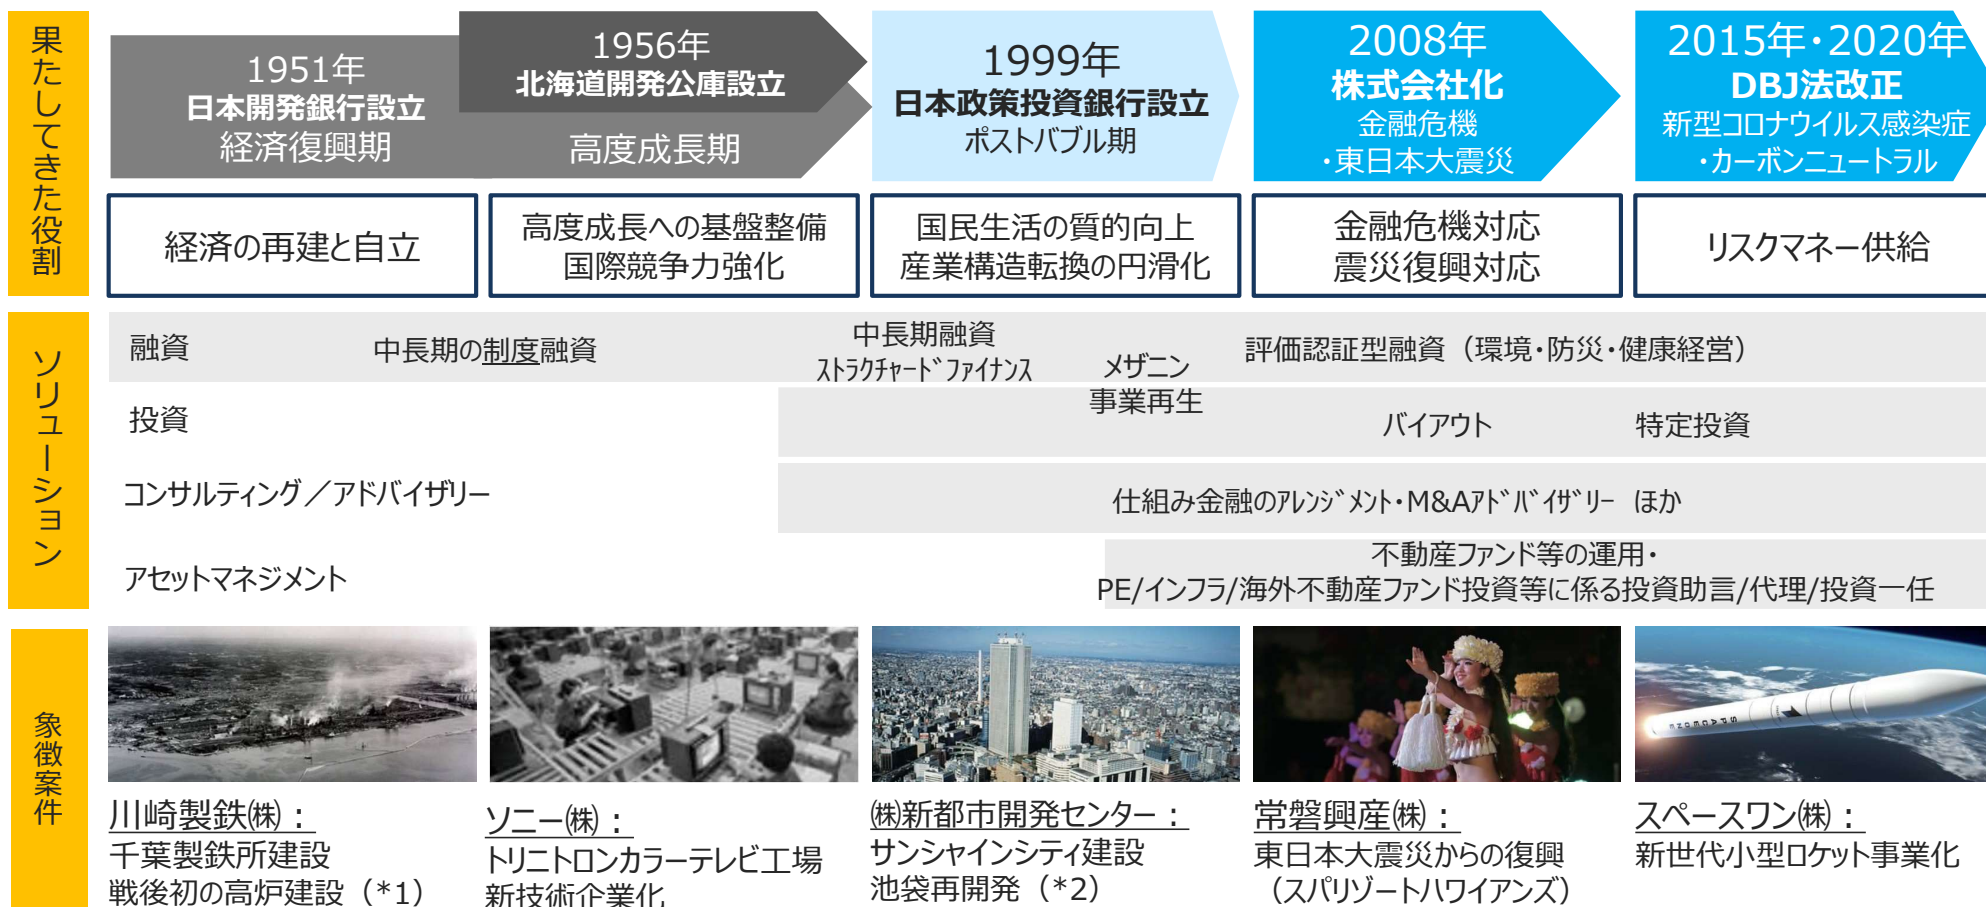 果たしてきた役割
1951年
日本開発銀行設立
経済復興期
1956年
北海道開発公庫設立
高度成長期
1999年
日本政策投資銀行設立
ポストバブル期
2008年
株式会社化
金融危機
・東日本大震災
2015年・2020年
DBJ法改正
新型コロナウイルス感染症
・カーボンニュートラル
経済の再建と自立
高度成長への基盤整備
国際競争力強化
国民生活の質的向上
産業構造転換の円滑化
金融危機対応
震災復興対応
リスクマネー供給
ソリューション
融資
中長期の制度融資
中長期融資
ｽﾄﾗｸﾁｬｰﾄﾞﾌｧｲﾅﾝｽ
メザニン
事業再生
評価認証型融資（環境・防災・健康経営）
投資
バイアウト
特定投資
コンサルティング／アドバイザリー
仕組み金融のｱﾚﾝｼﾞﾒﾝﾄ・M&Aｱﾄﾞﾊﾞｲｻﾞﾘｰ ほか
アセットマネジメント
不動産ファンド等の運用・
PE/インフラ/海外不動産ファンド投資等に係る投資助言/代理/投資一任
象徴案件
SPACE ONE
川崎製鉄㈱：
千葉製鉄所建設
戦後初の高炉建設（*1）
ソニー㈱：
トリニトロンカラーテレビ工場
新技術企業化
㈱新都市開発センター：
サンシャインシティ建設
池袋再開発（*2）
常磐興産㈱：
東日本大震災からの復興
（スパリゾートハワイアンズ）
スペースワン㈱：
新世代小型ロケット事業化